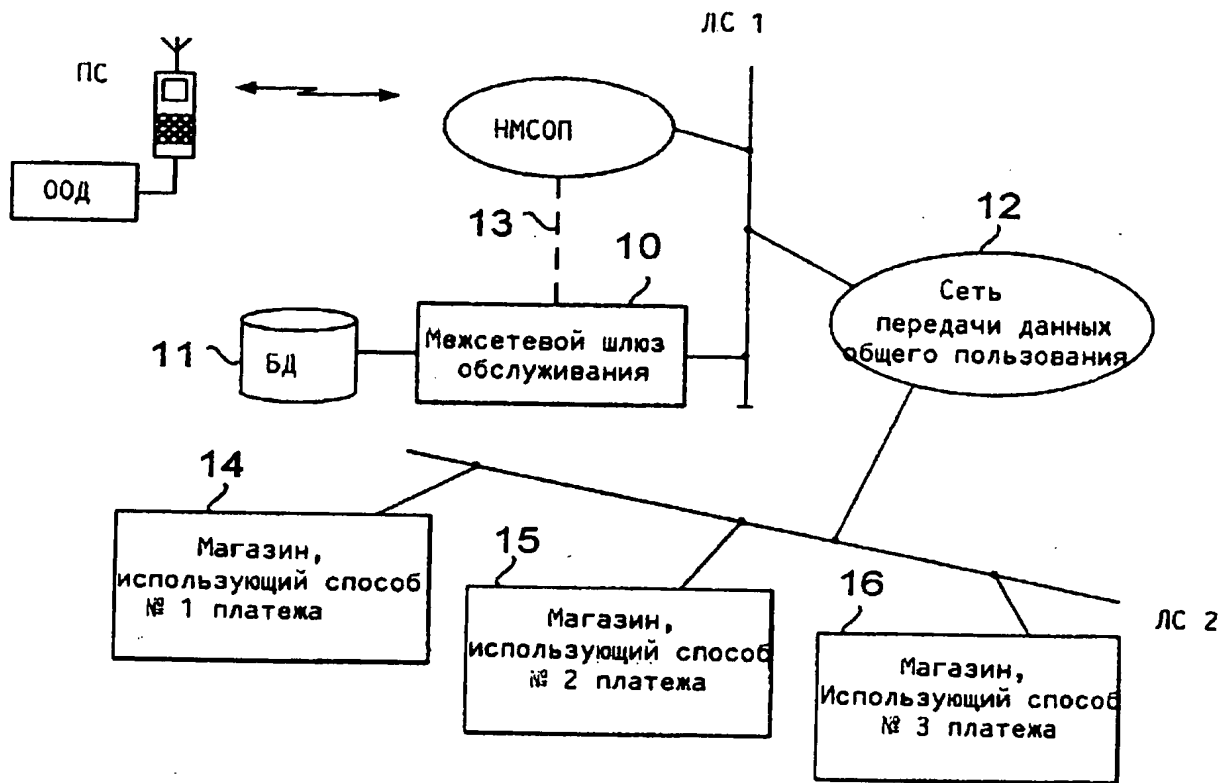 ЛС 1
ПС
НМСОП
ООД
13
10
12
Сеть
передачи данных
общего пользования
11
БД
Межсетевой шлюз
обслуживания
14
Магазин,
использующий способ
№ 1 платежа
15
Магазин,
использующий способ
№ 2 платежа
16
Магазин,
Использующий способ
№ 3 платежа
ЛС 2